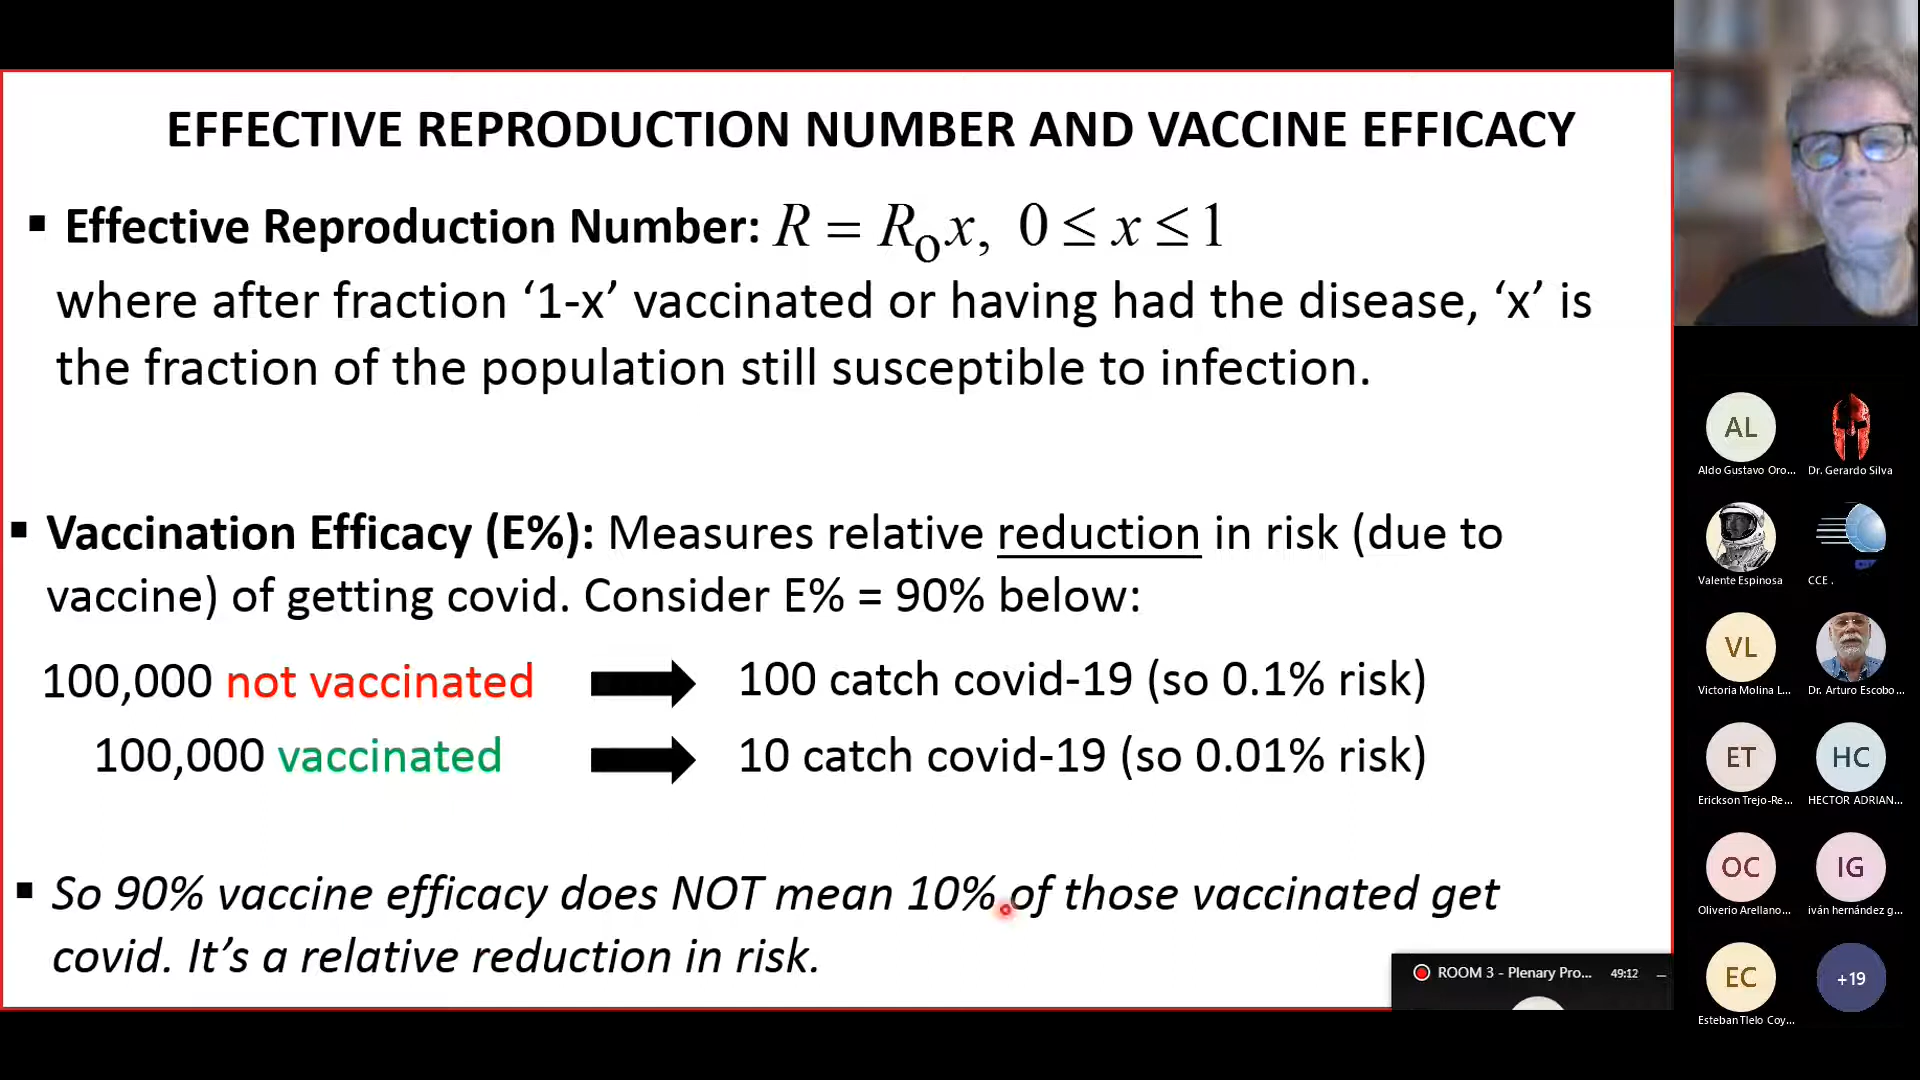 EFFECTIVE REPRODUCTION NUMBER AND VACCINE EFFICACY
▪ Effective Reproduction Number: R = R₀x, 0 ≤ x ≤ 1
where after fraction ‘1-x’ vaccinated or having had the disease, ‘x’ is
the fraction of the population still susceptible to infection.
▪ Vaccination Efficacy (E%): Measures relative reduction in risk (due to
vaccine) of getting covid. Consider E% = 90% below:
100,000 not vaccinated 100 catch covid-19 (so 0.1% risk)
100,000 vaccinated 10 catch covid-19 (so 0.01% risk)
▪ So 90% vaccine efficacy does NOT mean 10% of those vaccinated get
covid. It’s a relative reduction in risk.
ROOM 3 - Plenary Pro... 49:12
AL
Aldo Gustavo Oro... Dr. Gerardo Silva
Valente Espinosa CCE .
VL
Victoria Molina L... Dr. Arturo Escobo...
ET HC
Erickson Trejo-Re... HECTOR ADRIAN...
OC IG
Oliverio Arellano... iván hernández g...
EC +19
Esteban Tlelo Coy...